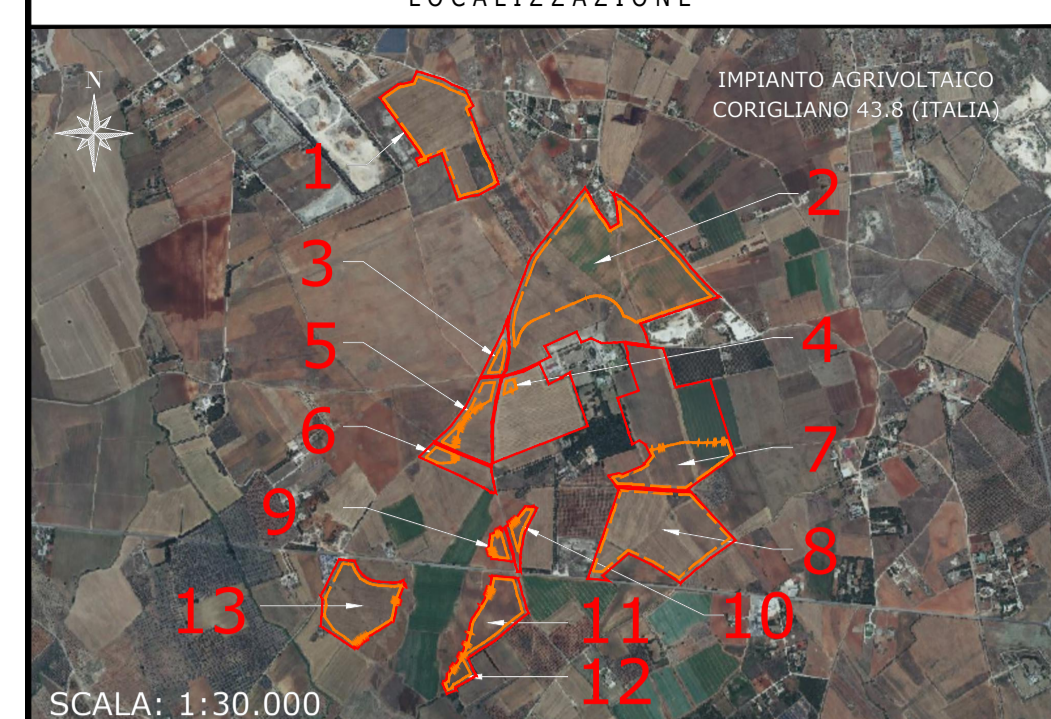 LOCALIZZAZIONE
N
IMPIANTO AGRIVOLTAICO
CORIGLIANO 43.8 (ITALIA)
1
2
3
4
5
6
7
8
9
10
11
12
13
SCALA: 1:30.000